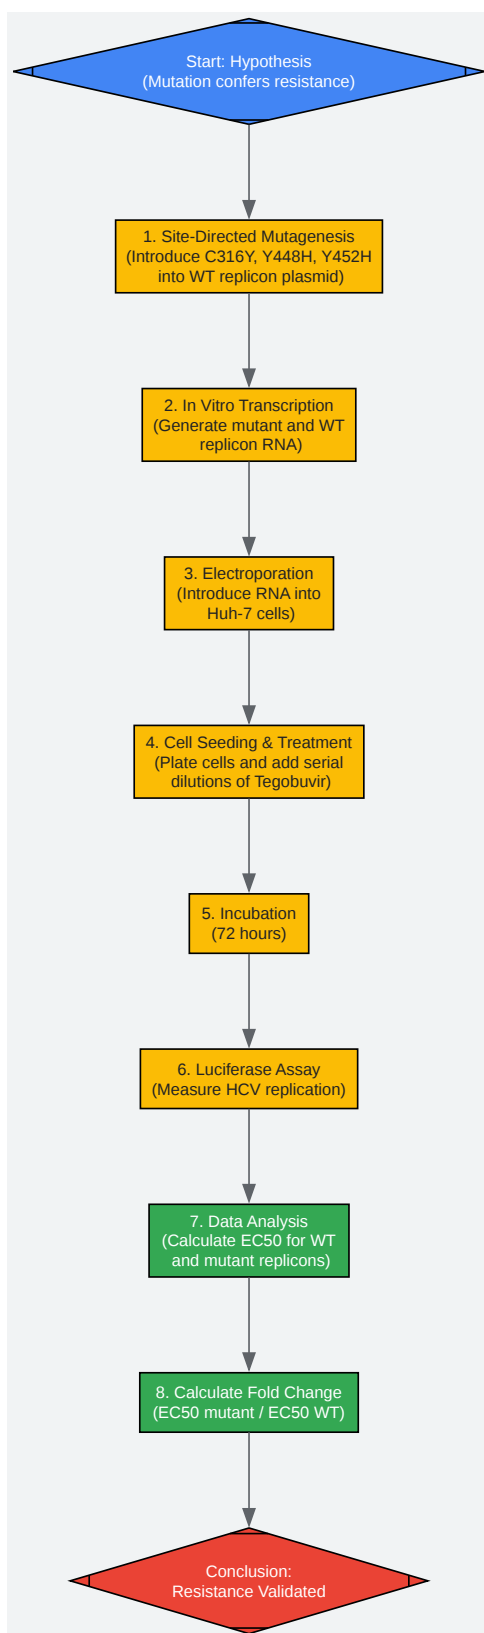 Start: Hypothesis
(Mutation confers resistance)
1. Site-Directed Mutagenesis
(Introduce C316Y, Y448H, Y452H
into WT replicon plasmid)
2. In Vitro Transcription
(Generate mutant and WT
replicon RNA)
3. Electroporation
(Introduce RNA into
Huh-7 cells)
4. Cell Seeding & Treatment
(Plate cells and add serial
dilutions of Tegobuvir)
5. Incubation
(72 hours)
6. Luciferase Assay
(Measure HCV replication)
7. Data Analysis
(Calculate EC50 for WT
and mutant replicons)
8. Calculate Fold Change
(EC50 mutant / EC50 WT)
Conclusion:
Resistance Validated